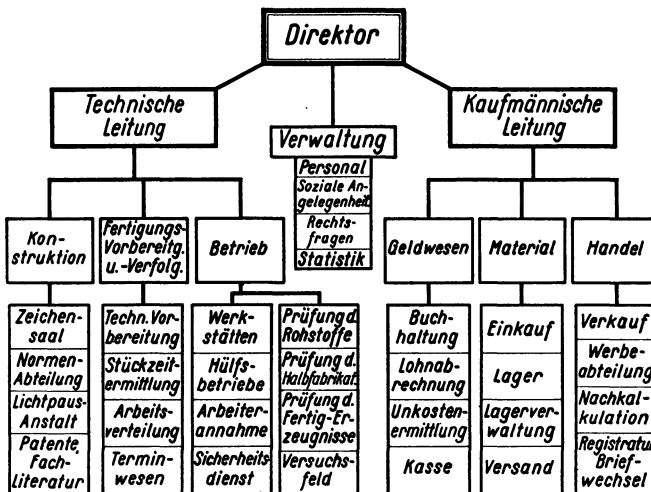 Direktor
Technische
Leitung
Verwaltung
Personal
Soziale An-
gelegenheit.
Rechts-
fragen
Statistik
Kaufmännische
Leitung
Kon-
struktion
Fertigungs-
Vorbereitg.
u.-Verfolg.
Betrieb
Geldwesen
Material
Handel
Zeichen-
saal
Normen-
Abteilung
Lichtpaus-
Anstalt
Patente,
Fach-
Literatur
Techn. Vor-
bereitung
Stückzeit-
ermittlung
Arbeits-
verteilung
Termin-
wesen
Werk-
stätten
Hülfs-
betriebe
Arbeiter-
annahme
Sicherheits-
dienst
Prüfung d.
Rohstoffe
Prüfung d.
Halbfabrikat.
Prüfung d.
Fertig-Er-
zeugnisse
Versuchs-
feld
Buch-
haltung
Lohnab-
rechnung
Unkosten-
ermittlung
Kasse
Einkauf
Lager
Lagerver-
waltung
Versand
Verkauf
Werbe-
abteilung
Nachkal-
kulation
Registratur
Brief-
wechsel